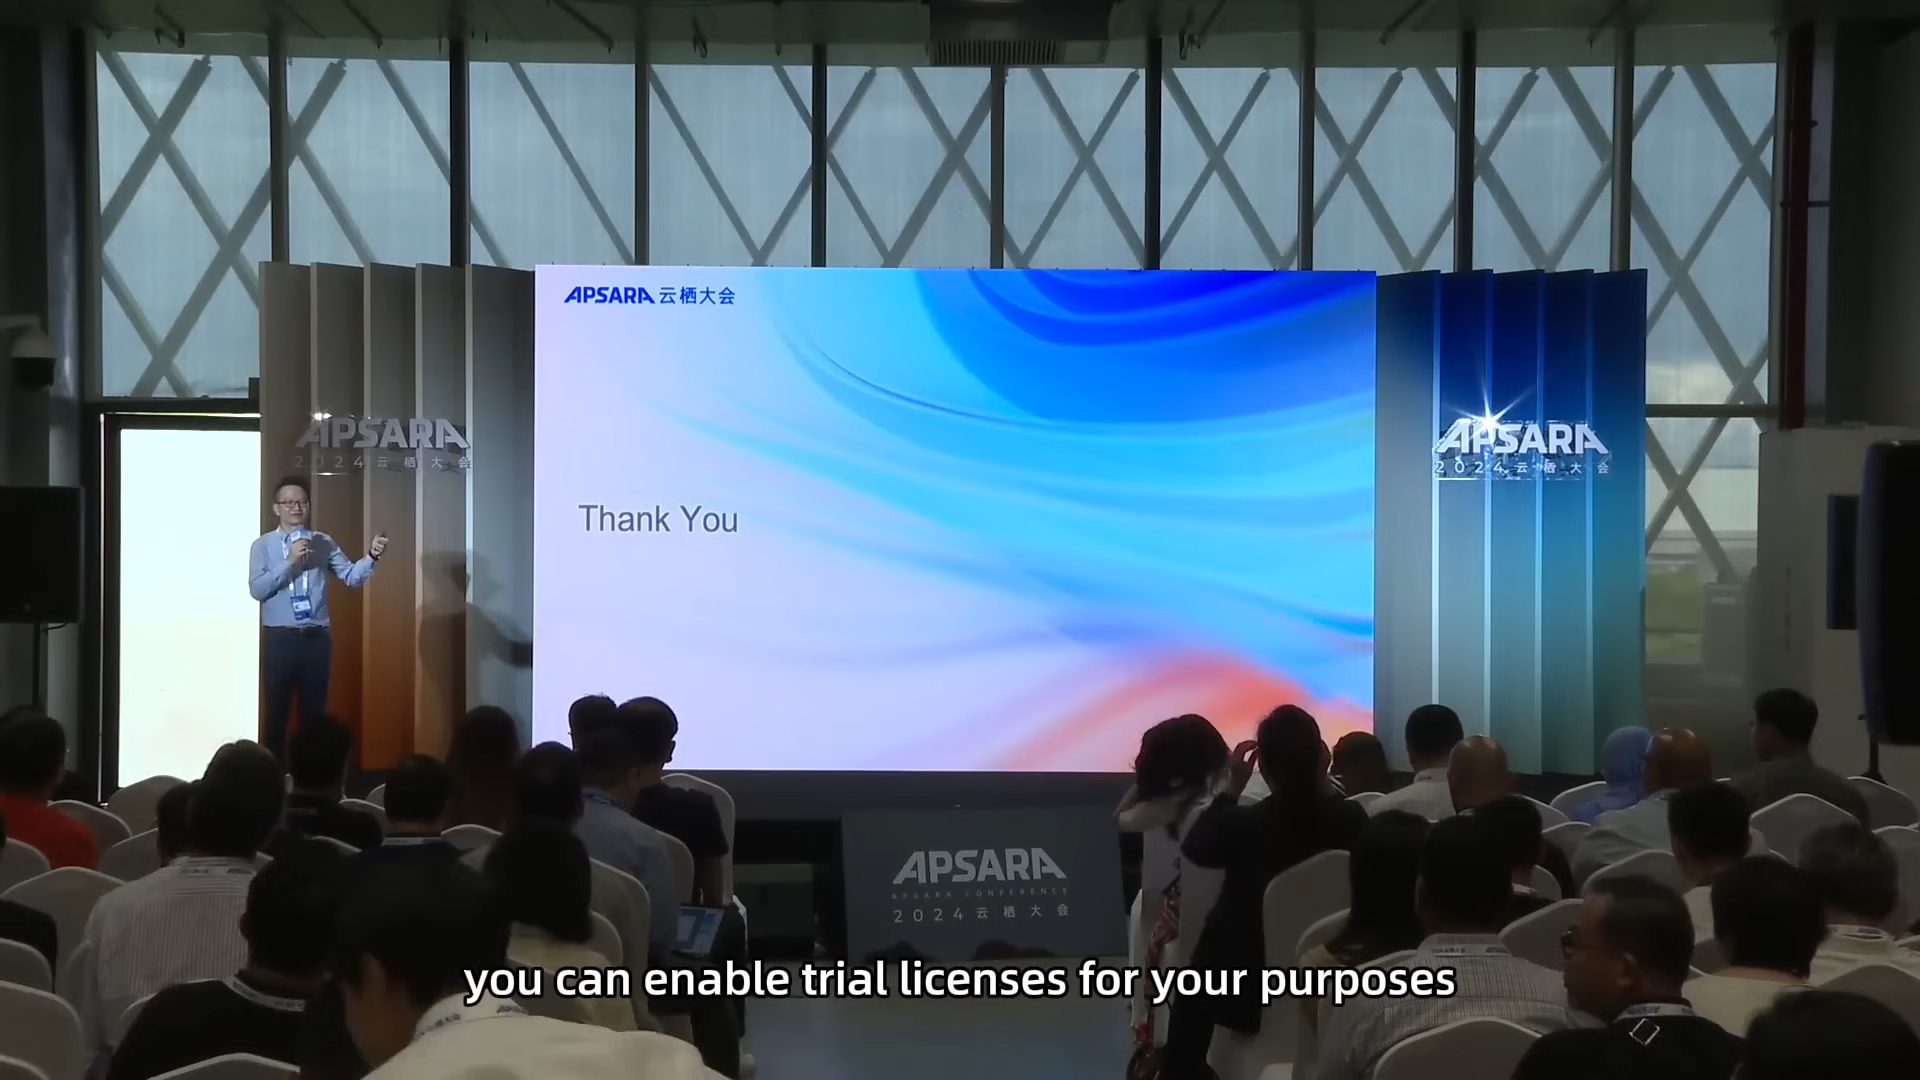 APSARA 云栖大会
APSARA
2024云栖大会
APSARA
2024云栖大会
Thank You
APSARA
APSARA CONFERENCE
2024云栖大会
you can enable trial licenses for your purposes